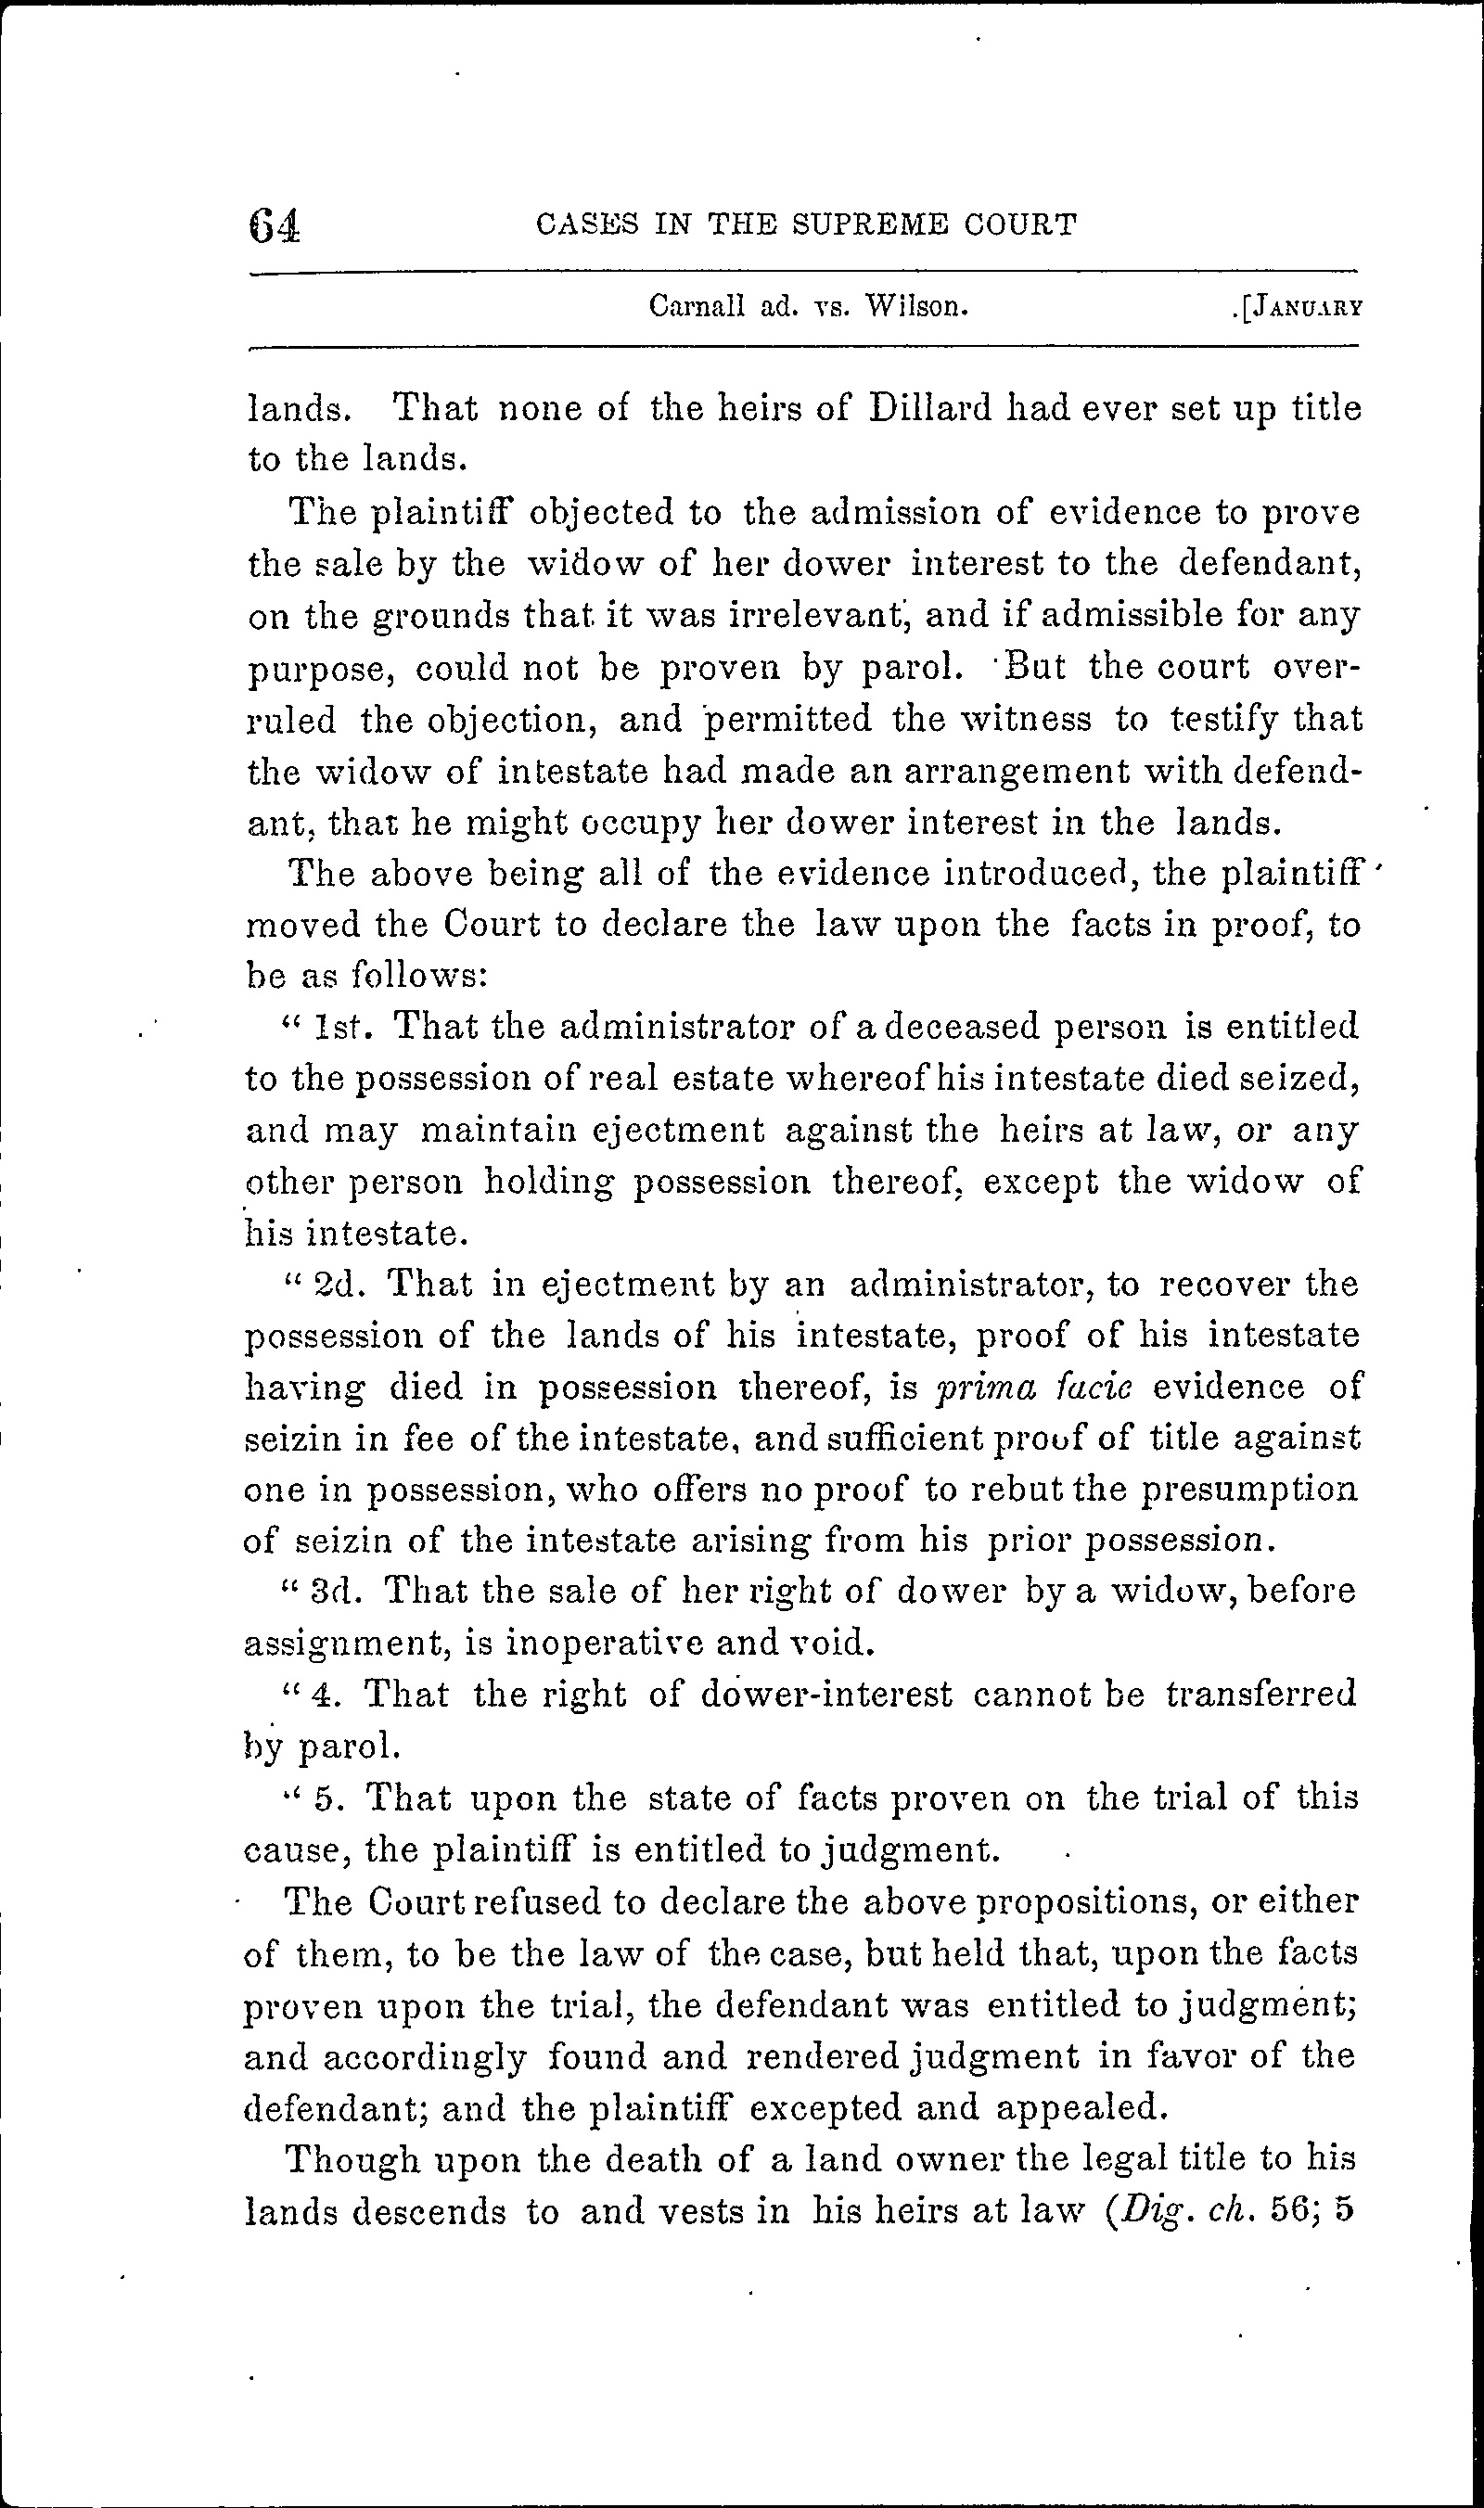 64 CASES IN THE SUPREME COURT
Carnall ad. vs. Wilson. [JANUARY
lands. That none of the heirs of Dillard had ever set up title
to the lands.
The plaintiff objected to the admission of evidence to prove
the sale by the widow of her dower interest to the defendant,
on the grounds that it was irrelevant, and if admissible for any
purpose, could not be proven by parol. But the court over-
ruled the objection, and permitted the witness to testify that
the widow of intestate had made an arrangement with defend-
ant, that he might occupy her dower interest in the lands.
The above being all of the evidence introduced, the plaintiff
moved the Court to declare the law upon the facts in proof, to
be as follows:
" 1st. That the administrator of a deceased person is entitled
to the possession of real estate whereof his intestate died seized,
and may maintain ejectment against the heirs at law, or any
other person holding possession thereof, except the widow of
his intestate.
" 2d. That in ejectment by an administrator, to recover the
possession of the lands of his intestate, proof of his intestate
having died in possession thereof, is prima facie evidence of
seizin in fee of the intestate, and sufficient proof of title against
one in possession, who offers no proof to rebut the presumption
of seizin of the intestate arising from his prior possession.
" 3d. That the sale of her right of dower by a widow, before
assignment, is inoperative and void.
" 4. That the right of dower-interest cannot be transferred
by parol.
" 5. That upon the state of facts proven on the trial of this
cause, the plaintiff is entitled to judgment.
The Court refused to declare the above propositions, or either
of them, to be the law of the case, but held that, upon the facts
proven upon the trial, the defendant was entitled to judgment;
and accordingly found and rendered judgment in favor of the
defendant; and the plaintiff excepted and appealed.
Though upon the death of a land owner the legal title to his
lands descends to and vests in his heirs at law (Dig. ch. 56; 5